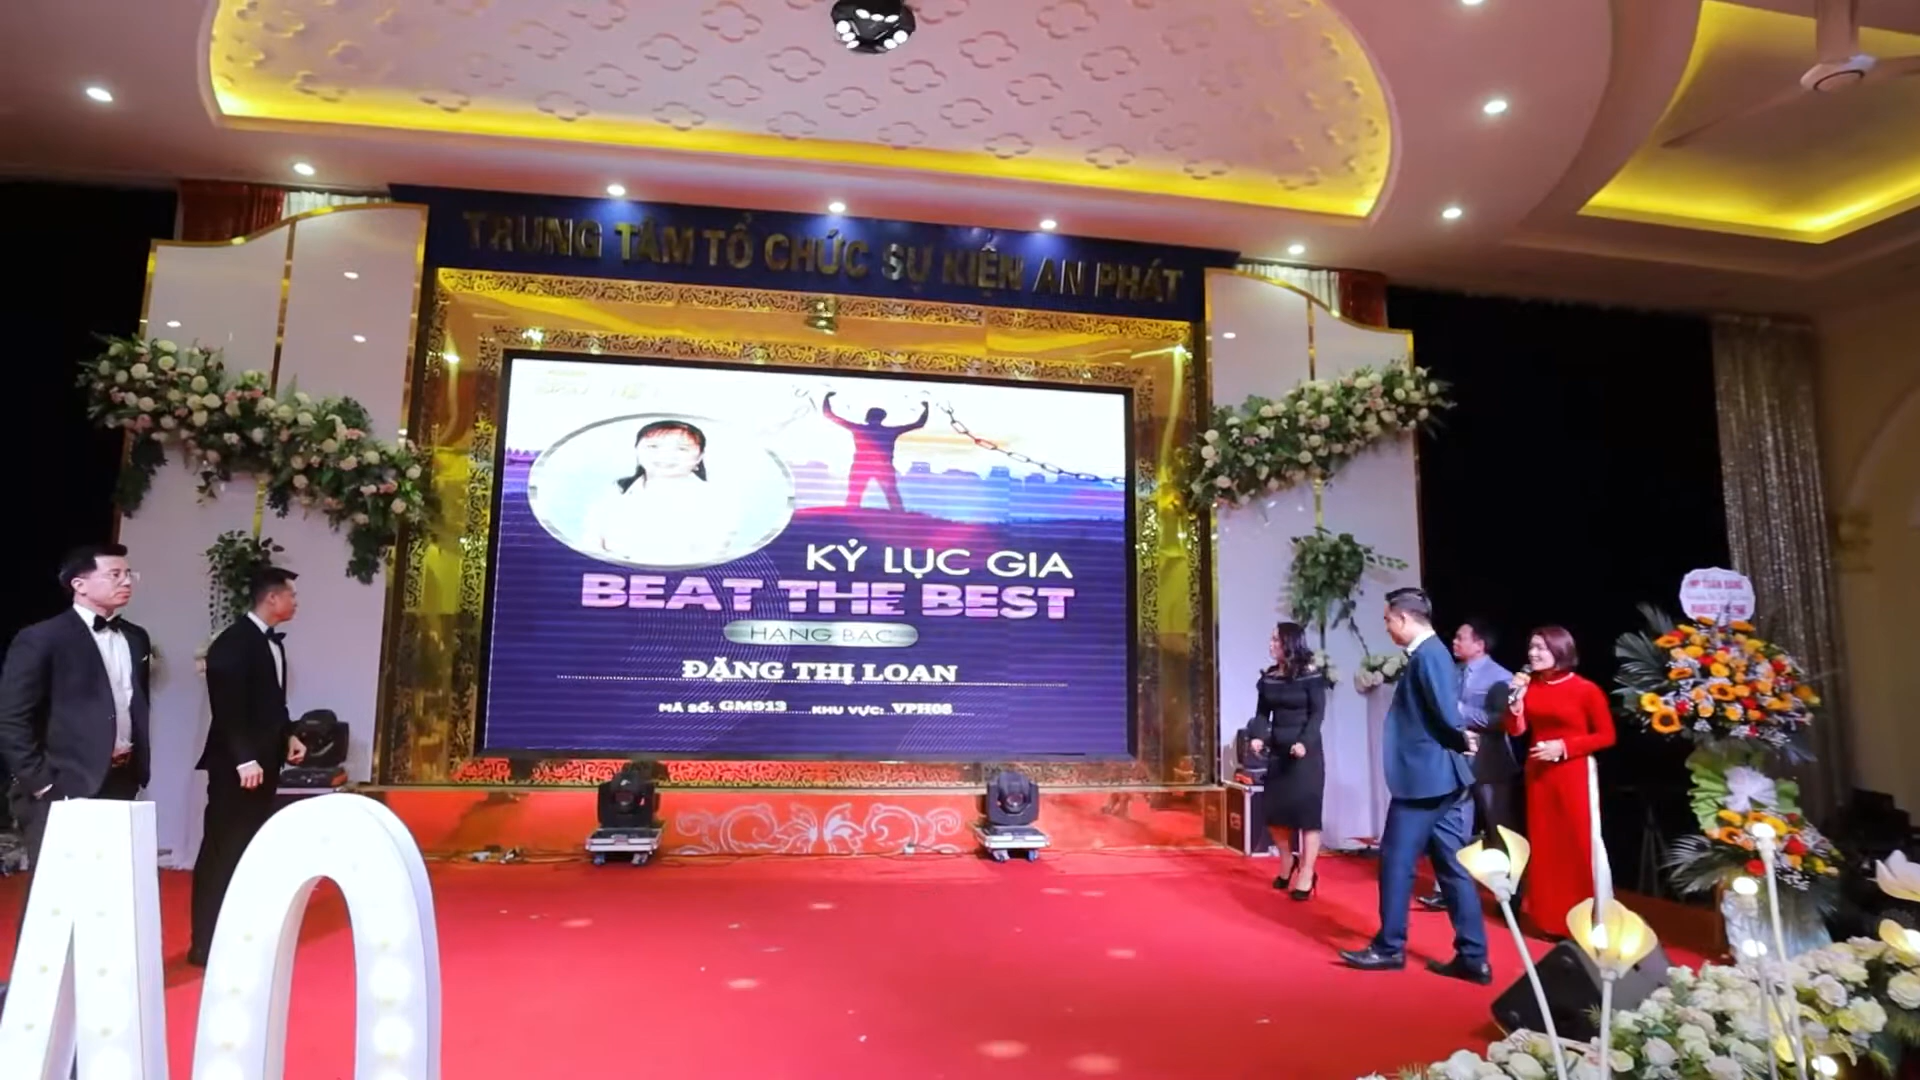 TRUNG TÂM TỔ CHỨC SỰ KIỆN AN PHÁT
KỶ LỤC GIA
BEAT THE BEST
HẠNG BẠC
ĐẶNG THỊ LOAN
MÃ SỐ: GM913 KHU VỰC: VPH08
10